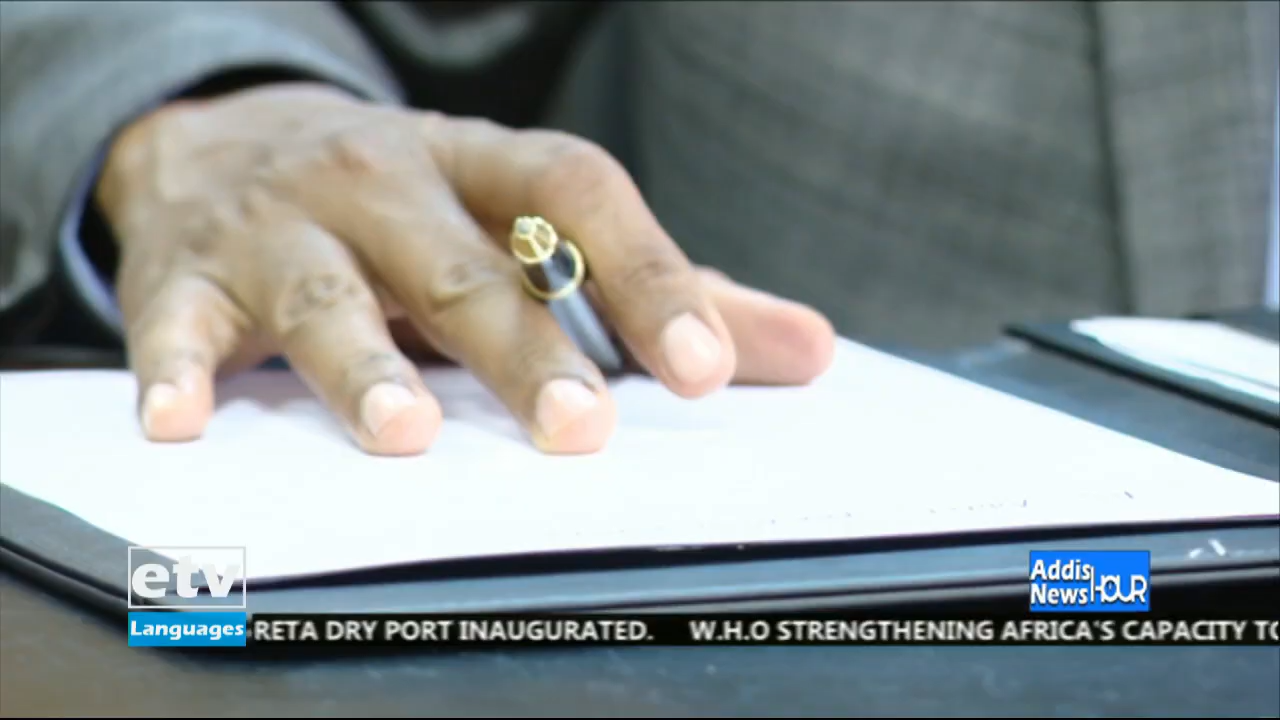 etv
Languages
Addis
News HOUR
RETA DRY PORT INAUGURATED. W.H.O STRENGTHENING AFRICA'S CAPACITY TO